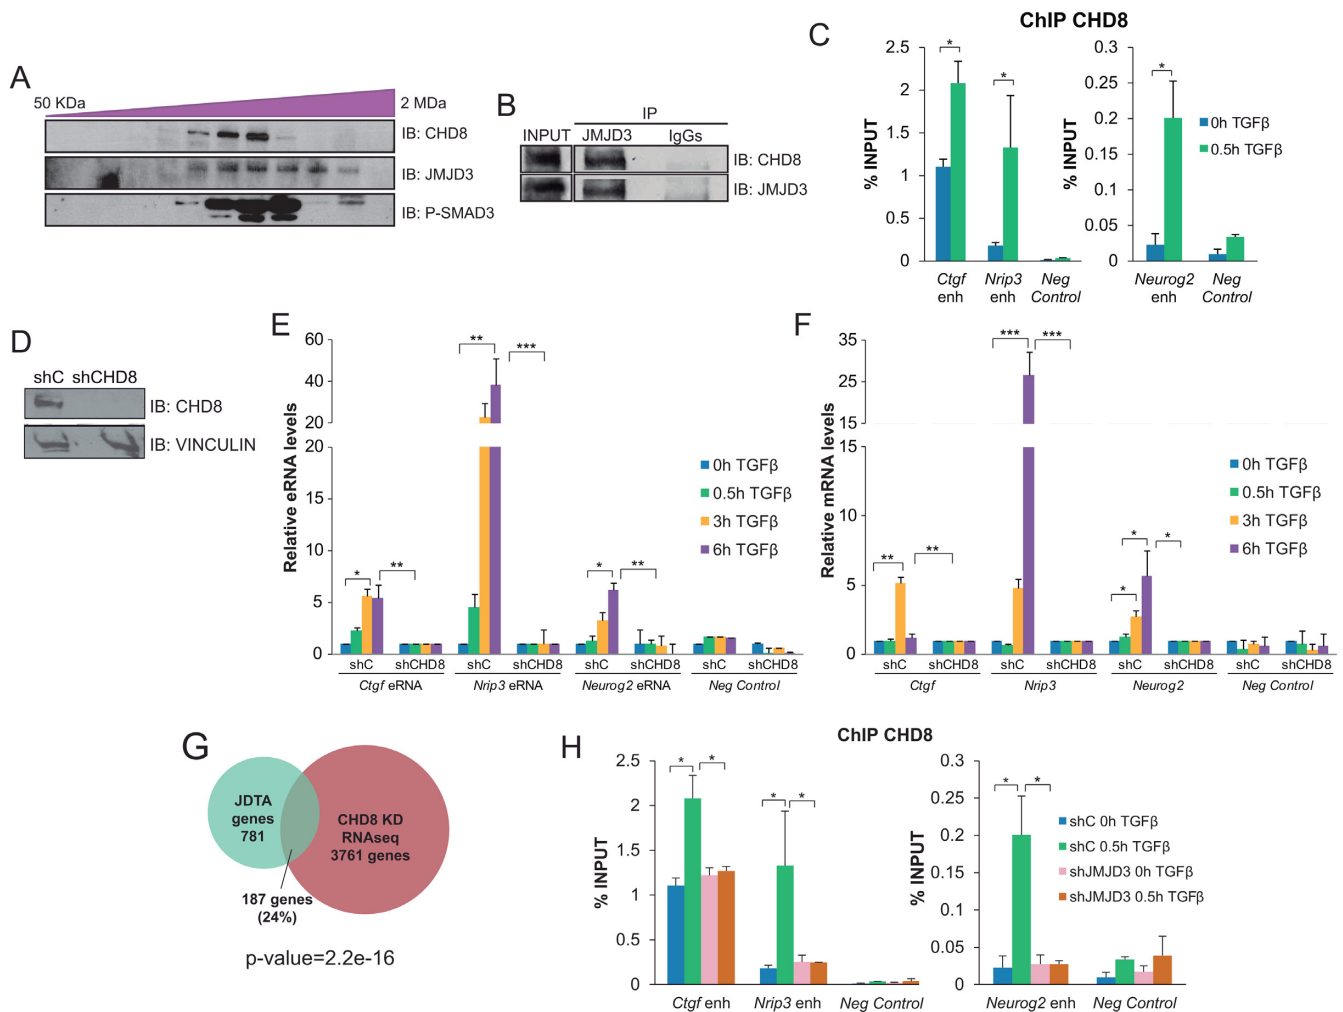 A
50 KDa
2 MDa
IB: CHD8
IB: JMJD3
IB: P-SMAD3
B
IP
INPUT JMJD3 IgGs
IB: CHD8
IB: JMJD3
C
ChIP CHD8
% INPUT
2.5
2
1.5
1
0.5
0
*
*
Ctgf enh
Nrip3 enh
Neg Control
% INPUT
0.3
0.25
0.2
0.15
0.1
0.05
0
*
Neurog2 enh
Neg Control
0h TGFβ
0.5h TGFβ
D
shC shCHD8
IB: CHD8
IB: VINCULIN
E
Relative eRNA levels
60
40
20
20
15
10
5
0
* ** ** *** * **
0h TGFβ
0.5h TGFβ
3h TGFβ
6h TGFβ
shC shCHD8 shC shCHD8 shC shCHD8 shC shCHD8
Ctgf eRNA Nrip3 eRNA Neurog2 eRNA Neg Control
F
Relative mRNA levels
35
25
15
15
10
5
0
** ** *** *** * * *
0h TGFβ
0.5h TGFβ
3h TGFβ
6h TGFβ
shC shCHD8 shC shCHD8 shC shCHD8 shC shCHD8
Ctgf Nrip3 Neurog2 Neg Control
G
JDTA
genes
781
CHD8 KD
RNAseq
3761 genes
187 genes
(24%)
p-value=2.2e-16
H
ChIP CHD8
% INPUT
2.5
2
1.5
1
0.5
0
* * * *
Ctgf enh Nrip3 enh Neg Control
% INPUT
0.3
0.25
0.2
0.15
0.1
0.05
0
* *
Neurog2 enh Neg Control
shC 0h TGFβ
shC 0.5h TGFβ
shJMJD3 0h TGFβ
shJMJD3 0.5h TGFβ